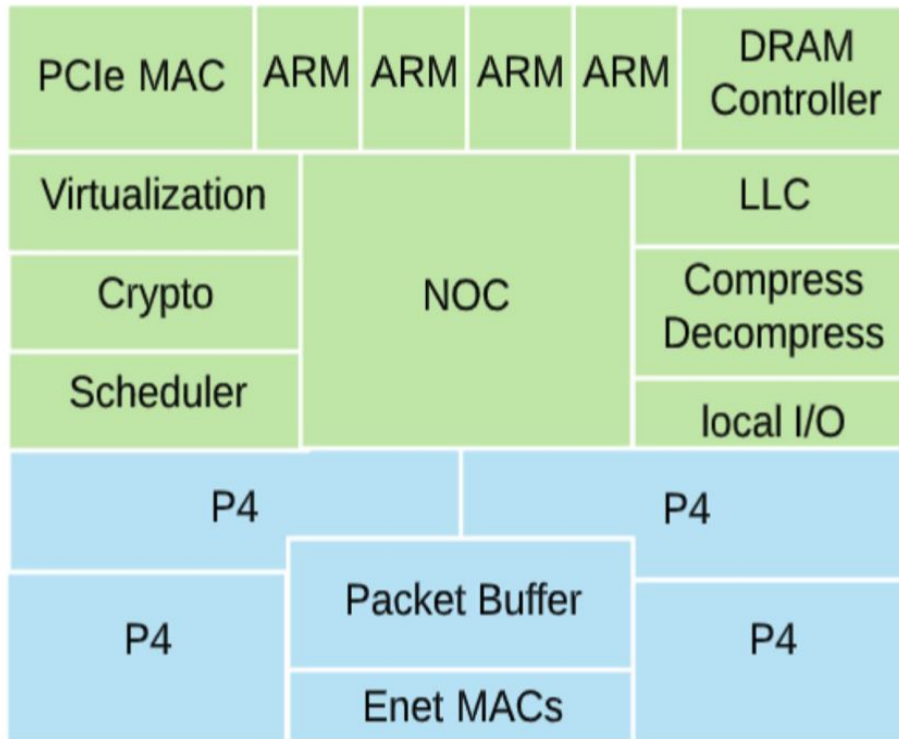 PCIe MAC
ARM
ARM
ARM
ARM
DRAM
Controller
Virtualization
NOC
LLC
Crypto
Compress
Decompress
Scheduler
local I/O
P4
P4
Packet Buffer
P4
P4
Enet MACs